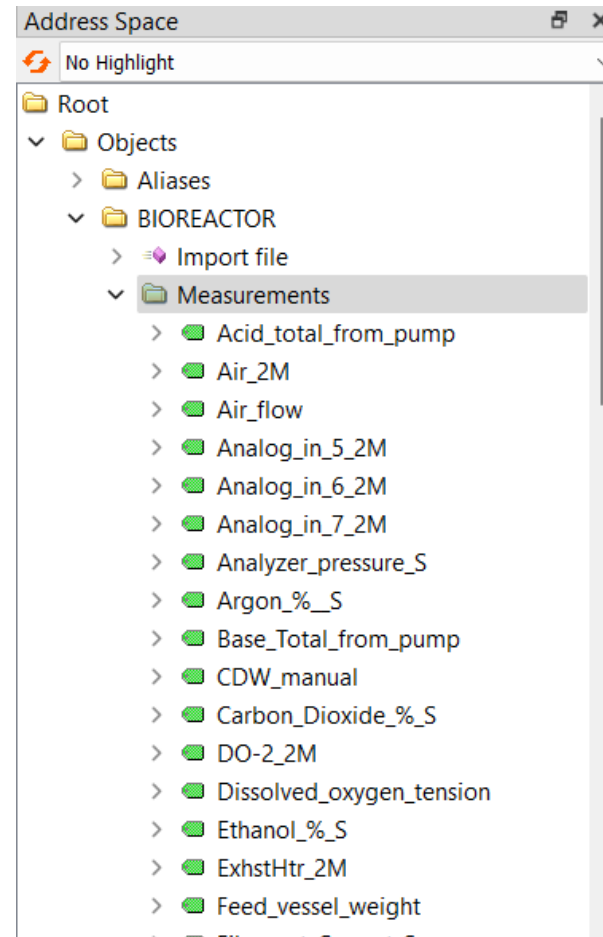 Address Space
No Highlight
Root
Objects
Aliases
BIOREACTOR
Import file
Measurements
Acid_total_from_pump
Air_2M
Air_flow
Analog_in_5_2M
Analog_in_6_2M
Analog_in_7_2M
Analyzer_pressure_S
Argon_%__S
Base_Total_from_pump
CDW_manual
Carbon_Dioxide_%_S
DO-2_2M
Dissolved_oxygen_tension
Ethanol_%_S
ExhstHtr_2M
Feed_vessel_weight